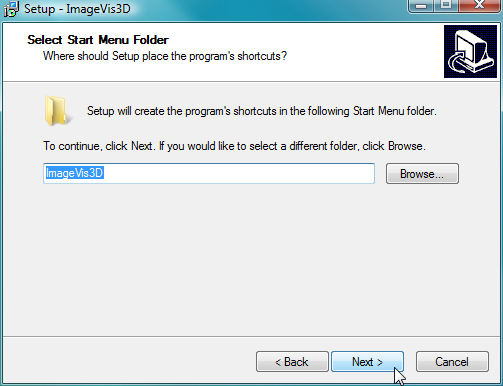 Setup - ImageVis3D
Select Start Menu Folder
Where should Setup place the program's shortcuts?
Setup will create the program's shortcuts in the following Start Menu folder.
To continue, click Next. If you would like to select a different folder, click Browse.
ImageVis3D
Browse...
< Back
Next >
Cancel